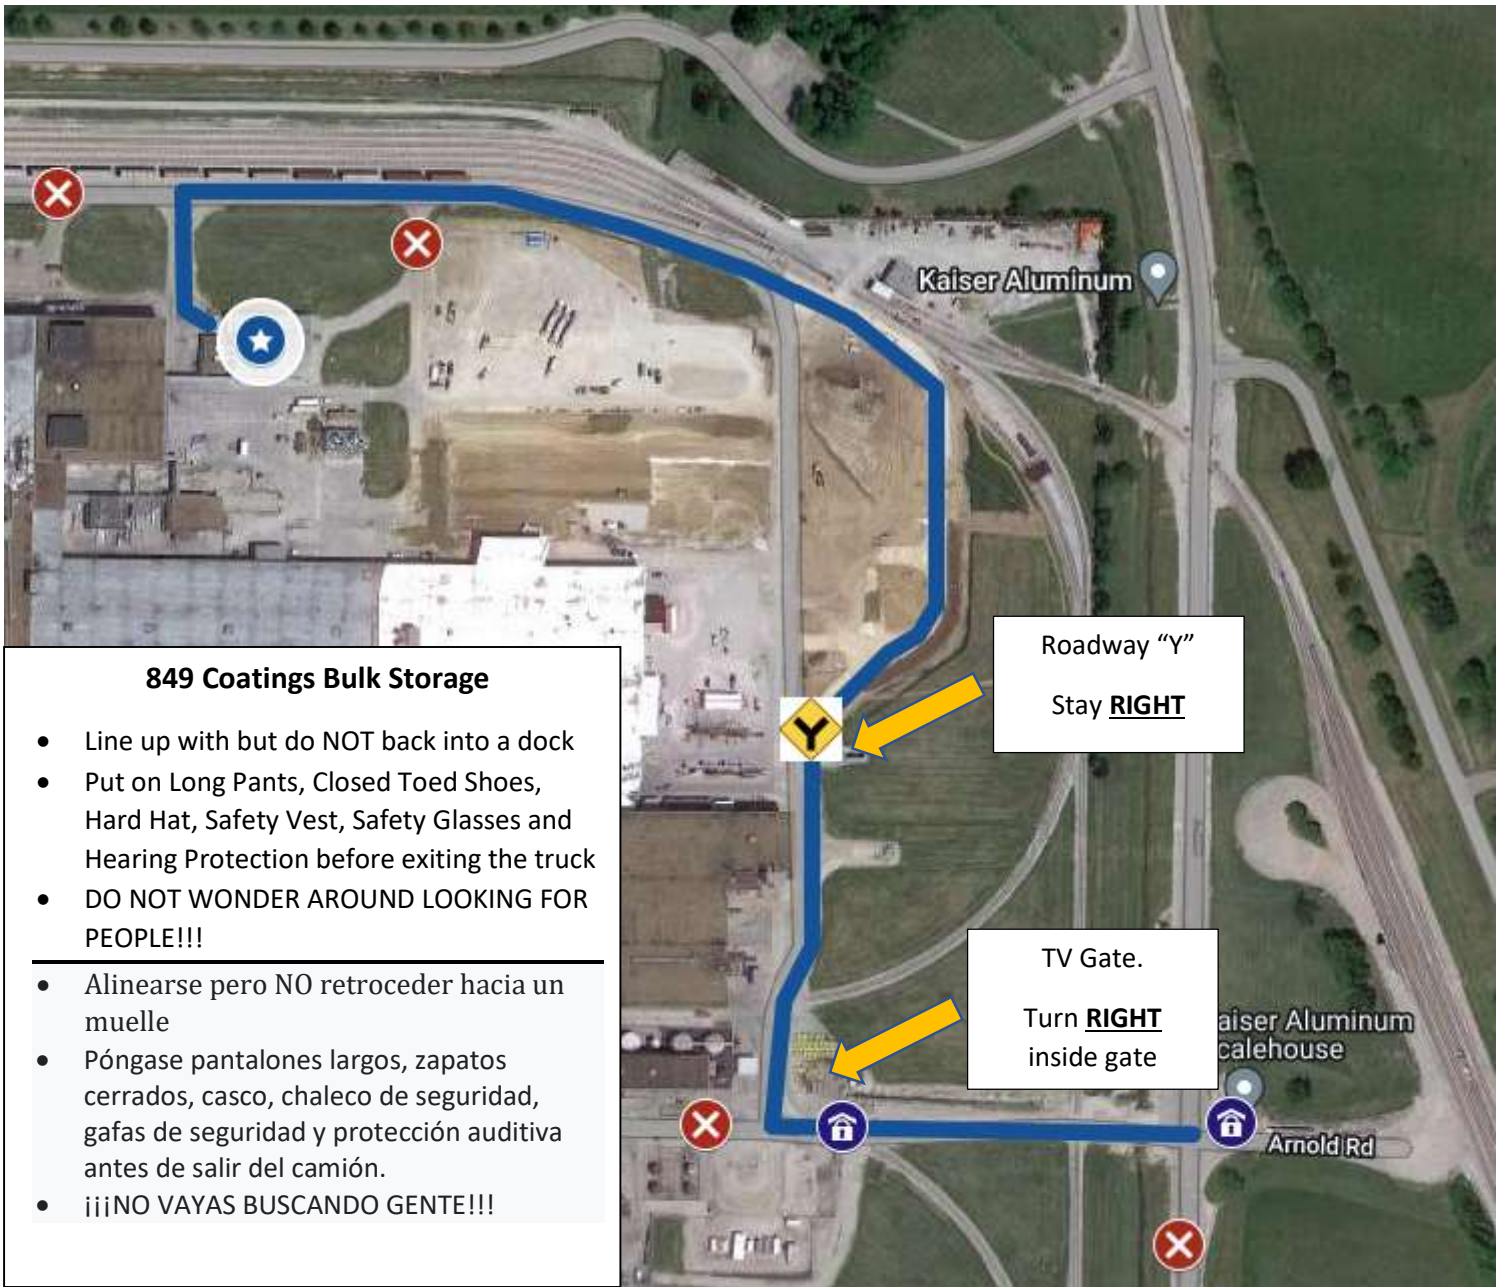 Kaiser Aluminum
Roadway “Y”
Stay RIGHT
849 Coatings Bulk Storage
• Line up with but do NOT back into a dock
• Put on Long Pants, Closed Toed Shoes,
Hard Hat, Safety Vest, Safety Glasses and
Hearing Protection before exiting the truck
• DO NOT WONDER AROUND LOOKING FOR
PEOPLE!!!
• Alinearse pero NO retroceder hacia un
muelle
• Póngase pantalones largos, zapatos
cerrados, casco, chaleco de seguridad,
gafas de seguridad y protección auditiva
antes de salir del camión.
• ¡¡¡NO VAYAS BUSCANDO GENTE!!!
TV Gate.
Turn RIGHT
inside gate
aiser Aluminum
calehouse
Arnold Rd